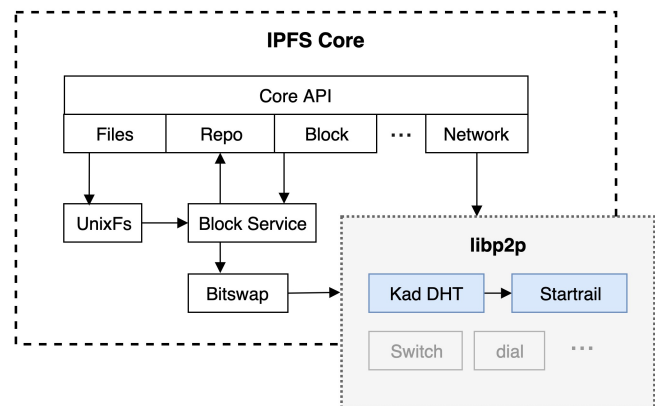 IPFS Core
Core API
Files Repo Block ... Network
UnixFs Block Service
libp2p
Bitswap Kad DHT Startrail
Switch dial ...